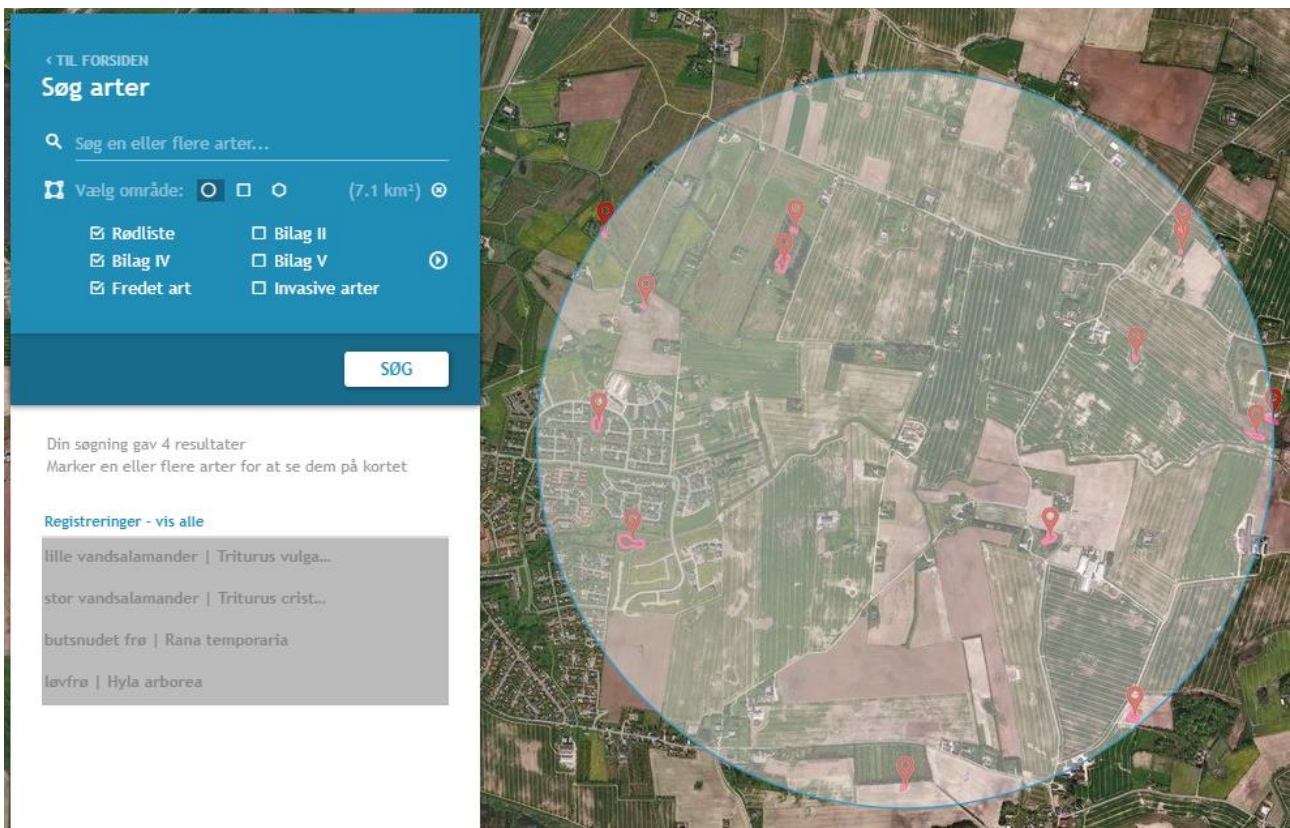 ‹ TIL FORSIDEN
Søg arter
Søg en eller flere arter...
Vælg område: (7.1 km²)
Rødliste Bilag II
Bilag IV Bilag V
Fredet art Invasive arter
SØG
Din søgning gav 4 resultater
Marker en eller flere arter for at se dem på kortet
Registreringer - vis alle
lille vandsalamander | Triturus vulga...
stor vandsalamander | Triturus crist...
butsnudet frø | Rana temporaria
løvfrø | Hyla arborea